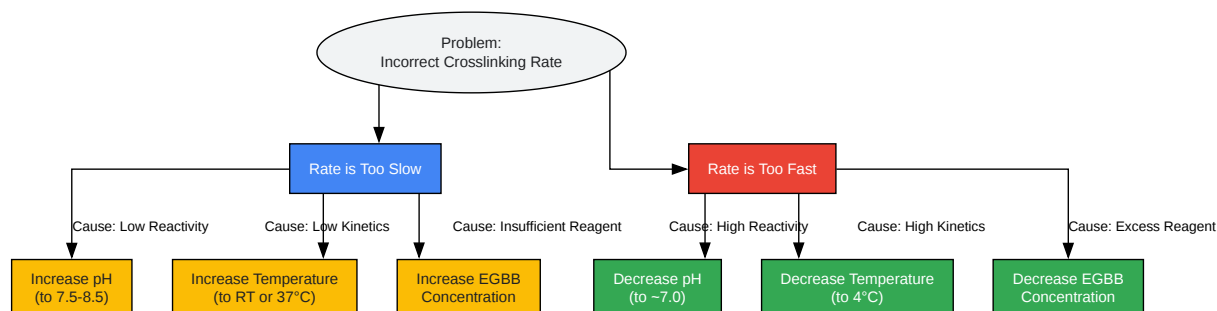 Problem:
Incorrect Crosslinking Rate
Rate is Too Slow
Rate is Too Fast
Cause: Low Reactivity
Cause: Low Kinetics
Cause: Insufficient Reagent
Cause: High Reactivity
Cause: High Kinetics
Cause: Excess Reagent
Increase pH
(to 7.5-8.5)
Increase Temperature
(to RT or 37°C)
Increase EGBB
Concentration
Decrease pH
(to ~7.0)
Decrease Temperature
(to 4°C)
Decrease EGBB
Concentration